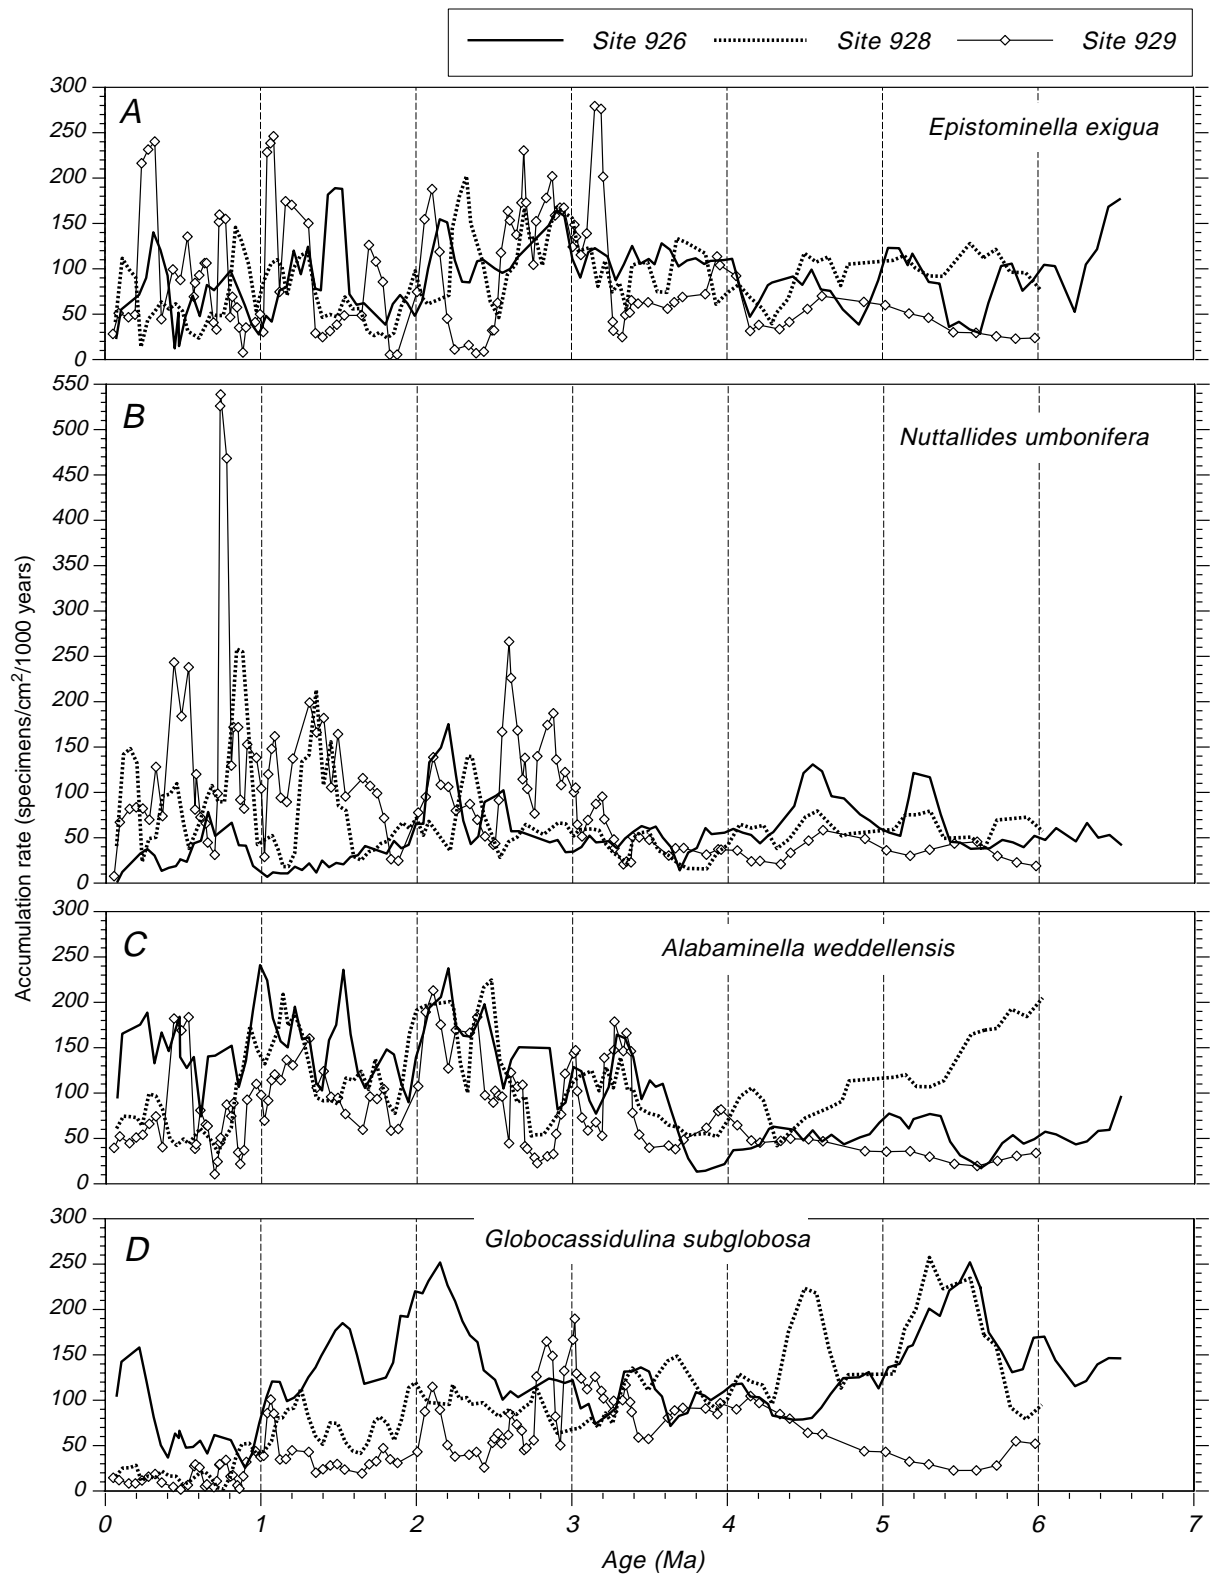 Site 926 Site 928 Site 929
A
Epistominella exigua
300
250
200
150
100
50
0
B
Nuttallides umbonifera
550
500
450
400
350
300
250
200
150
100
50
0
Accumulation rate (specimens/cm²/1000 years)
C
Alabaminella weddellensis
300
250
200
150
100
50
0
D
Globocassidulina subglobosa
300
250
200
150
100
50
0
0 1 2 3 4 5 6 7
Age (Ma)